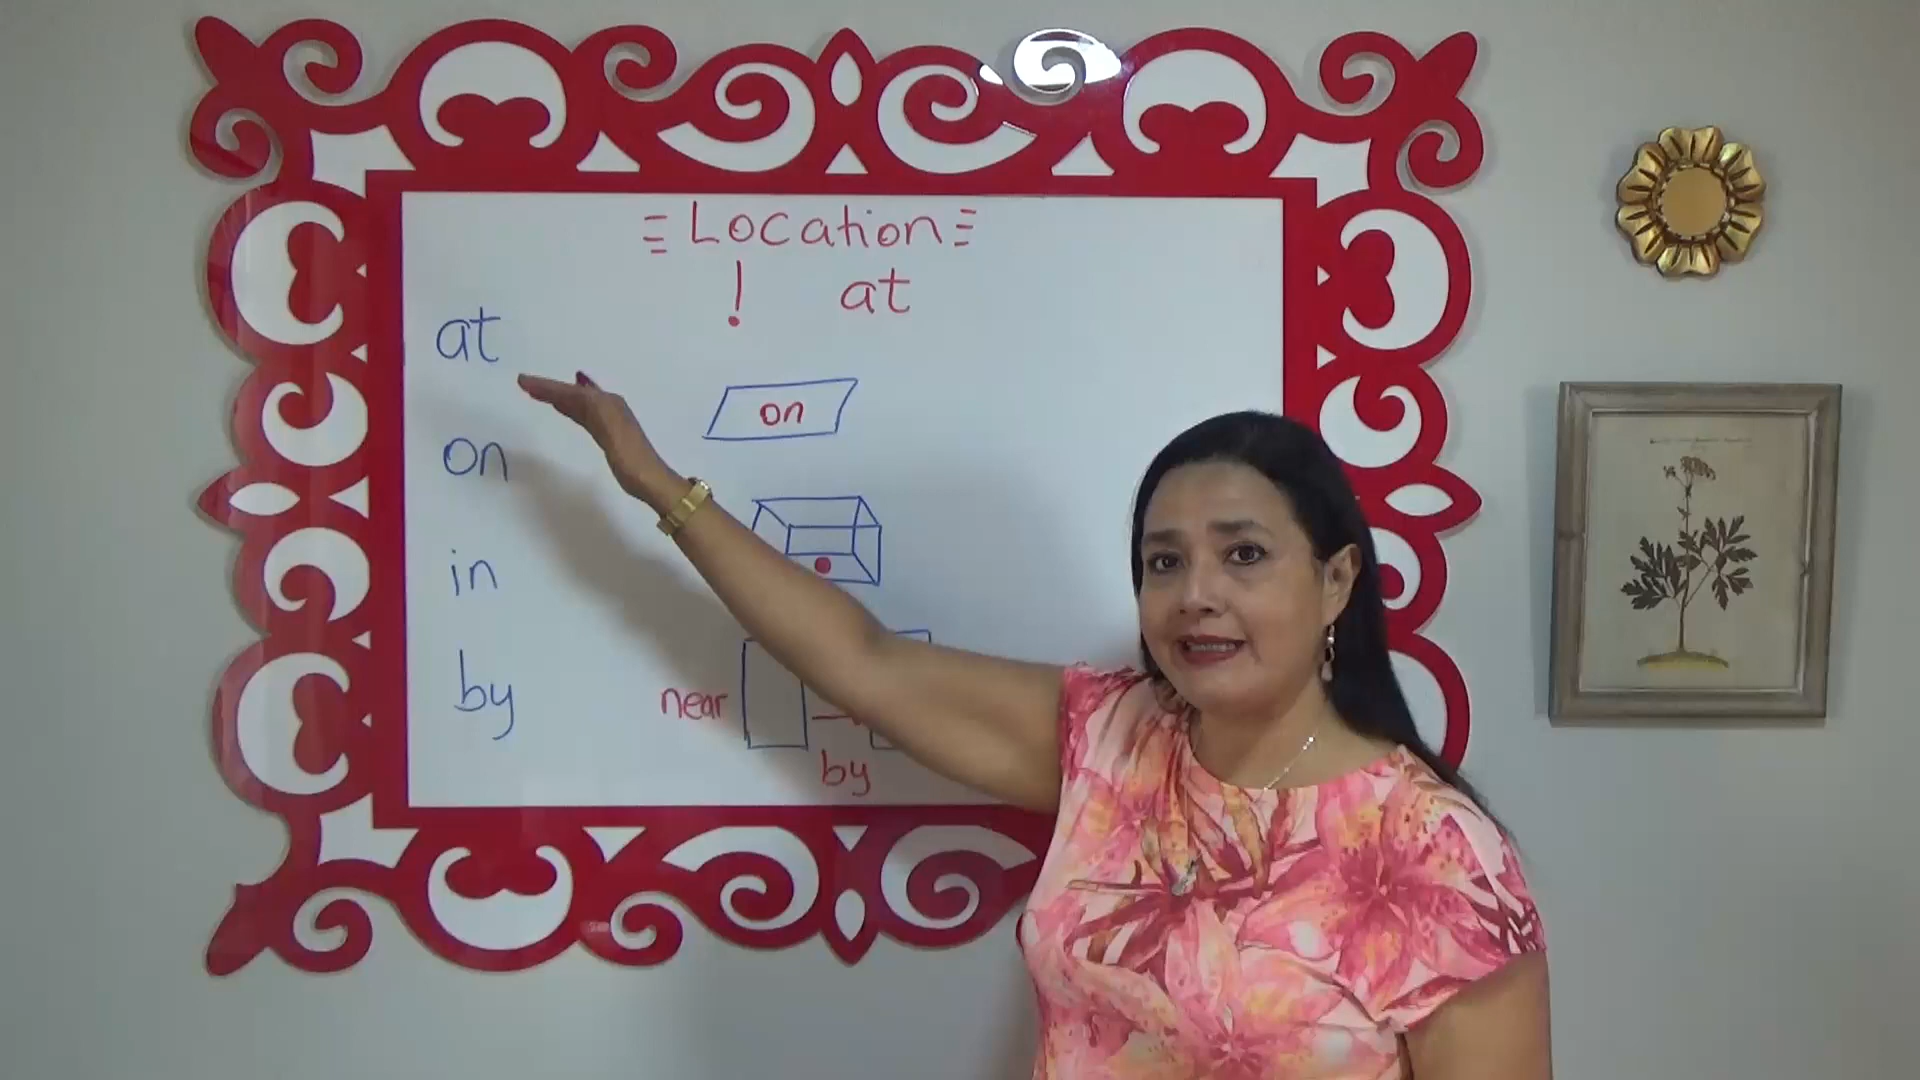 Location
! at
at
on
on
in
by
near
by